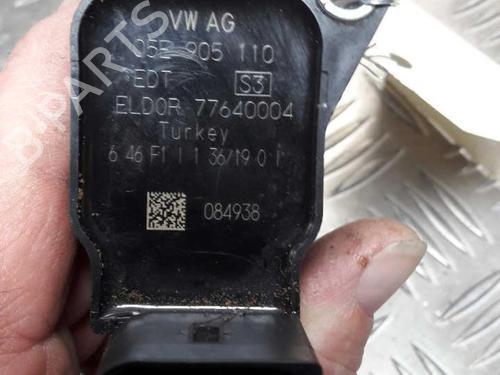 VW AG
05E 905 110
EDT S3
ELDOR 77640004
Turkey
6 46 F1 1 1 36/19 0 1
084938
B-Parts